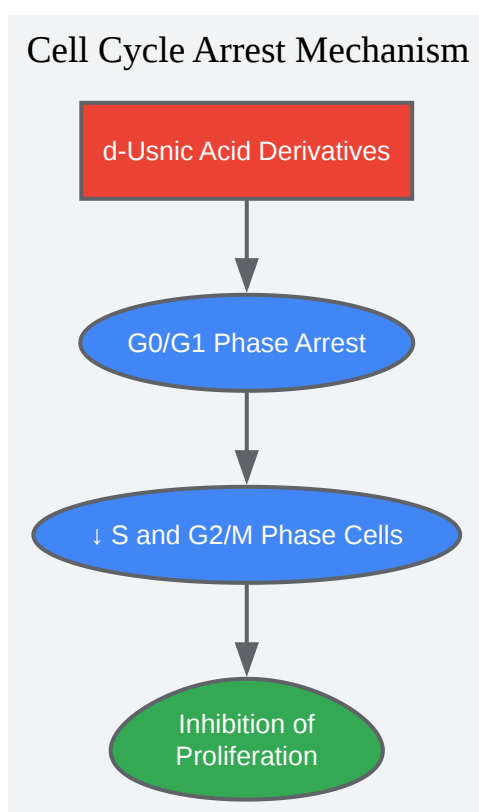 Cell Cycle Arrest Mechanism
d-Usnic Acid Derivatives
G0/G1 Phase Arrest
↓ S and G2/M Phase Cells
Inhibition of
Proliferation